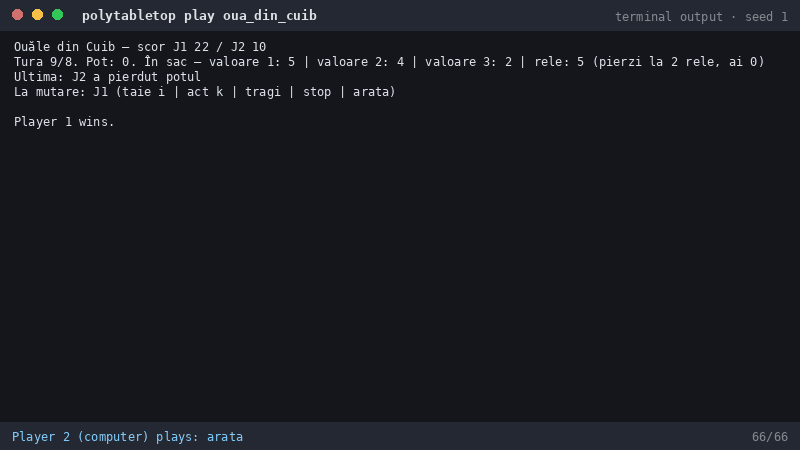 polytabletop play oua_din_cuib
terminal output · seed 1
Ouăle din Cuib — scor J1 22 / J2 10
Tura 9/8. Pot: 0. În sac — valoare 1: 5 | valoare 2: 4 | valoare 3: 2 | rele: 5 (pierzi la 2 rele, ai 0)
Ultima: J2 a pierdut potul
La mutare: J1 (taie i | act k | tragi | stop | arata)
Player 1 wins.
Player 2 (computer) plays: arata
66/66